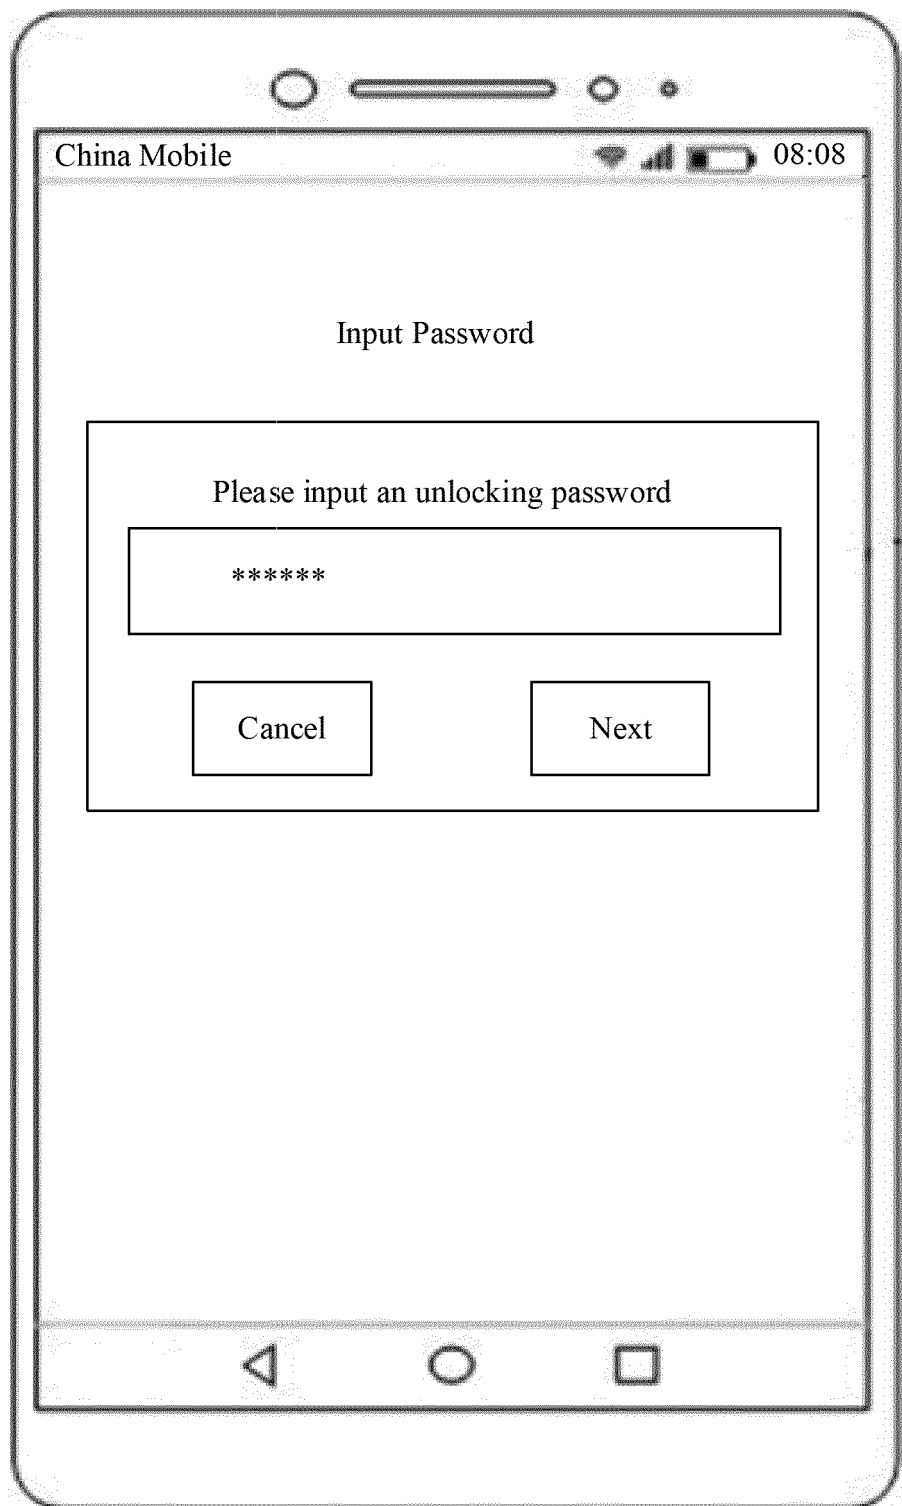 China Mobile 08:08
Input Password
Please input an unlocking password
******
Cancel Next